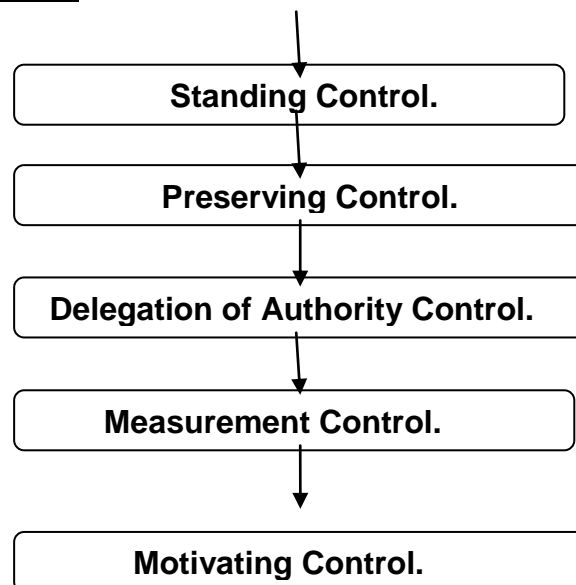 Standing Control.
Preserving Control.
Delegation of Authority Control.
Measurement Control.
Motivating Control.